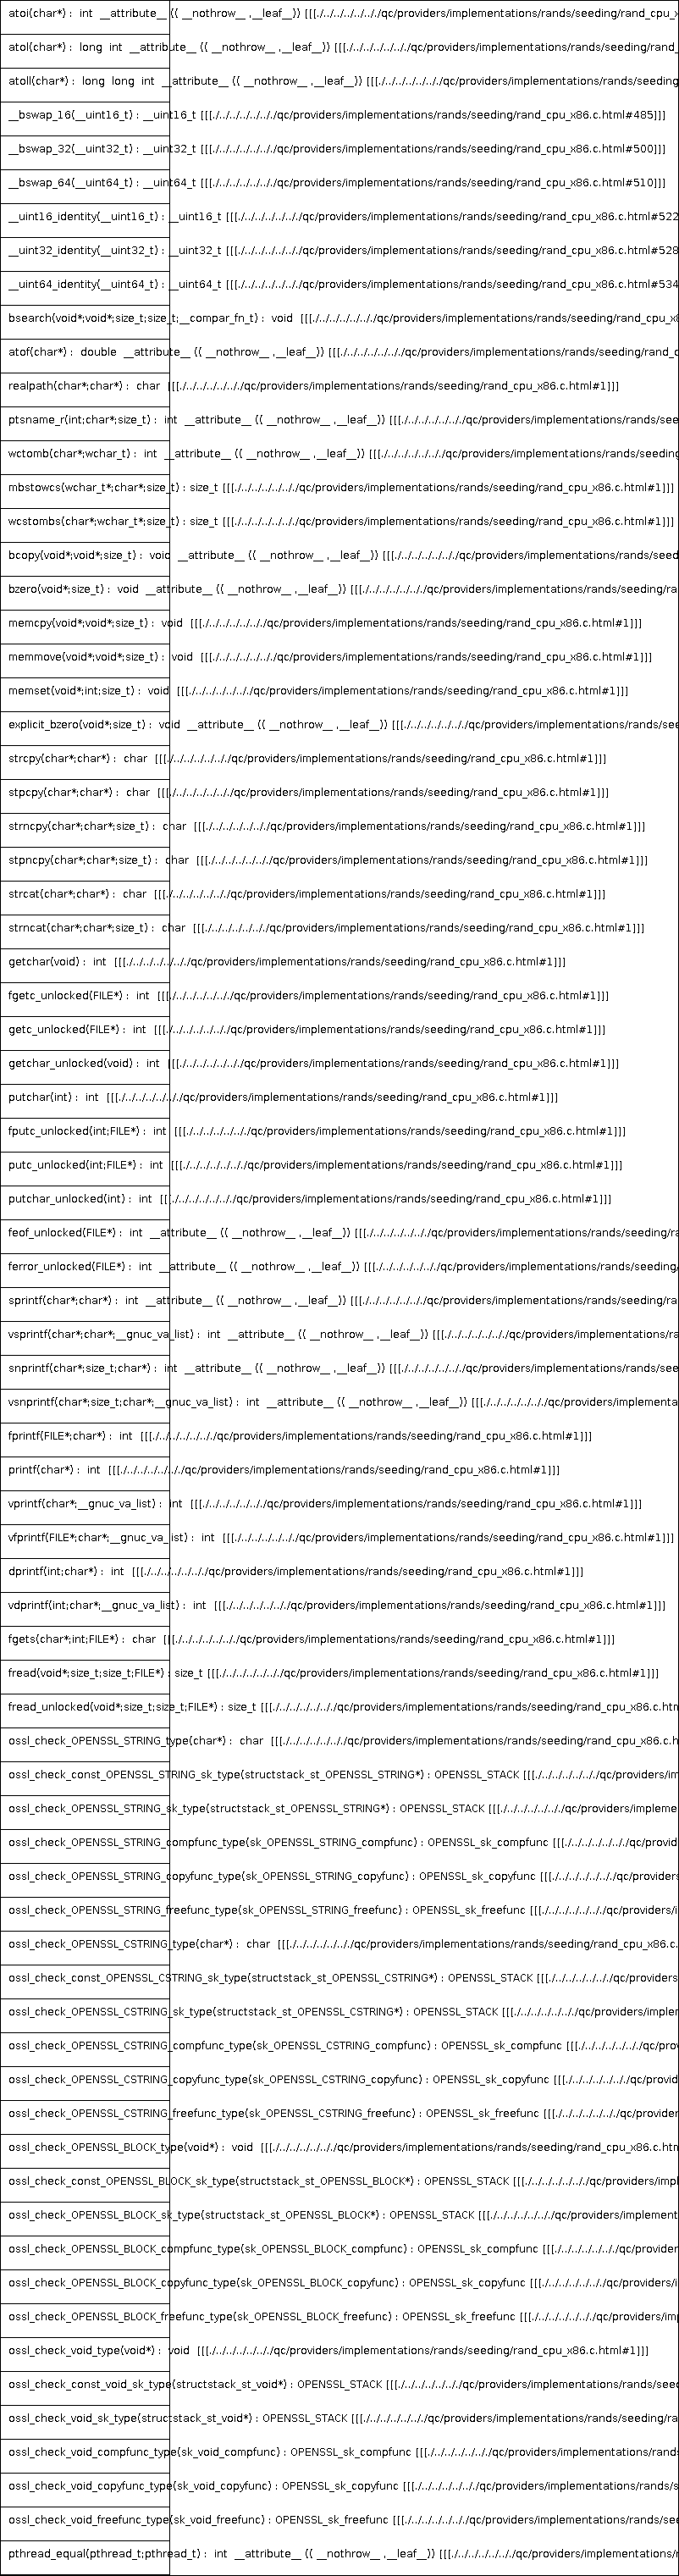 atoi(char*) : int __attribute__ (( __nothrow__ ,__leaf__)) [[[./../../../../../qc/providers/implementations/rands/seeding/rand_cpu_x
atol(char*) : long int __attribute__ (( __nothrow__ ,__leaf__)) [[[./../../../../../qc/providers/implementations/rands/seeding/rand_
atoll(char*) : long long int __attribute__ (( __nothrow__ ,__leaf__)) [[[./../../../../../qc/providers/implementations/rands/seeding
__bswap_16(__uint16_t) : __uint16_t [[[./../../../../../qc/providers/implementations/rands/seeding/rand_cpu_x86.c.html#485]]]
__bswap_32(__uint32_t) : __uint32_t [[[./../../../../../qc/providers/implementations/rands/seeding/rand_cpu_x86.c.html#500]]]
__bswap_64(__uint64_t) : __uint64_t [[[./../../../../../qc/providers/implementations/rands/seeding/rand_cpu_x86.c.html#510]]]
__uint16_identity(__uint16_t) : __uint16_t [[[./../../../../../qc/providers/implementations/rands/seeding/rand_cpu_x86.c.html#522
__uint32_identity(__uint32_t) : __uint32_t [[[./../../../../../qc/providers/implementations/rands/seeding/rand_cpu_x86.c.html#528
__uint64_identity(__uint64_t) : __uint64_t [[[./../../../../../qc/providers/implementations/rands/seeding/rand_cpu_x86.c.html#534
bsearch(void*;void*;size_t;size_t;__compar_fn_t) : void [[[./../../../../../qc/providers/implementations/rands/seeding/rand_cpu_x8
atof(char*) : double __attribute__ (( __nothrow__ ,__leaf__)) [[[./../../../../../qc/providers/implementations/rands/seeding/rand_c
realpath(char*;char*) : char [[[./../../../../../qc/providers/implementations/rands/seeding/rand_cpu_x86.c.html#1]]]
ptsname_r(int;char*;size_t) : int __attribute__ (( __nothrow__ ,__leaf__)) [[[./../../../../../qc/providers/implementations/rands/see
wctomb(char*;wchar_t) : int __attribute__ (( __nothrow__ ,__leaf__)) [[[./../../../../../qc/providers/implementations/rands/seeding
mbstowcs(wchar_t*;char*;size_t) : size_t [[[./../../../../../qc/providers/implementations/rands/seeding/rand_cpu_x86.c.html#1]]]
wcstombs(char*;wchar_t*;size_t) : size_t [[[./../../../../../qc/providers/implementations/rands/seeding/rand_cpu_x86.c.html#1]]]
bcopy(void*;void*;size_t) : void __attribute__ (( __nothrow__ ,__leaf__)) [[[./../../../../../qc/providers/implementations/rands/seed
bzero(void*;size_t) : void __attribute__ (( __nothrow__ ,__leaf__)) [[[./../../../../../qc/providers/implementations/rands/seeding/ra
memcpy(void*;void*;size_t) : void [[[./../../../../../qc/providers/implementations/rands/seeding/rand_cpu_x86.c.html#1]]]
memmove(void*;void*;size_t) : void [[[./../../../../../qc/providers/implementations/rands/seeding/rand_cpu_x86.c.html#1]]]
memset(void*;int;size_t) : void [[[./../../../../../qc/providers/implementations/rands/seeding/rand_cpu_x86.c.html#1]]]
explicit_bzero(void*;size_t) : void __attribute__ (( __nothrow__ ,__leaf__)) [[[./../../../../../qc/providers/implementations/rands/see
strcpy(char*;char*) : char [[[./../../../../../qc/providers/implementations/rands/seeding/rand_cpu_x86.c.html#1]]]
stpcpy(char*;char*) : char [[[./../../../../../qc/providers/implementations/rands/seeding/rand_cpu_x86.c.html#1]]]
strncpy(char*;char*;size_t) : char [[[./../../../../../qc/providers/implementations/rands/seeding/rand_cpu_x86.c.html#1]]]
stpncpy(char*;char*;size_t) : char [[[./../../../../../qc/providers/implementations/rands/seeding/rand_cpu_x86.c.html#1]]]
strcat(char*;char*) : char [[[./../../../../../qc/providers/implementations/rands/seeding/rand_cpu_x86.c.html#1]]]
strncat(char*;char*;size_t) : char [[[./../../../../../qc/providers/implementations/rands/seeding/rand_cpu_x86.c.html#1]]]
getchar(void) : int [[[./../../../../../qc/providers/implementations/rands/seeding/rand_cpu_x86.c.html#1]]]
fgetc_unlocked(FILE*) : int [[[./../../../../../qc/providers/implementations/rands/seeding/rand_cpu_x86.c.html#1]]]
getc_unlocked(FILE*) : int [[[./../../../../../qc/providers/implementations/rands/seeding/rand_cpu_x86.c.html#1]]]
getchar_unlocked(void) : int [[[./../../../../../qc/providers/implementations/rands/seeding/rand_cpu_x86.c.html#1]]]
putchar(int) : int [[[./../../../../../qc/providers/implementations/rands/seeding/rand_cpu_x86.c.html#1]]]
fputc_unlocked(int;FILE*) : int [[[./../../../../../qc/providers/implementations/rands/seeding/rand_cpu_x86.c.html#1]]]
putc_unlocked(int;FILE*) : int [[[./../../../../../qc/providers/implementations/rands/seeding/rand_cpu_x86.c.html#1]]]
putchar_unlocked(int) : int [[[./../../../../../qc/providers/implementations/rands/seeding/rand_cpu_x86.c.html#1]]]
feof_unlocked(FILE*) : int __attribute__ (( __nothrow__ ,__leaf__)) [[[./../../../../../qc/providers/implementations/rands/seeding/ra
ferror_unlocked(FILE*) : int __attribute__ (( __nothrow__ ,__leaf__)) [[[./../../../../../qc/providers/implementations/rands/seeding/
sprintf(char*;char*) : int __attribute__ (( __nothrow__ ,__leaf__)) [[[./../../../../../qc/providers/implementations/rands/seeding/ra
vsprintf(char*;char*;__gnuc_va_list) : int __attribute__ (( __nothrow__ ,__leaf__)) [[[./../../../../../qc/providers/implementations/ra
snprintf(char*;size_t;char*) : int __attribute__ (( __nothrow__ ,__leaf__)) [[[./../../../../../qc/providers/implementations/rands/see
vsnprintf(char*;size_t;char*;__gnuc_va_list) : int __attribute__ (( __nothrow__ ,__leaf__)) [[[./../../../../../qc/providers/implementa
fprintf(FILE*;char*) : int [[[./../../../../../qc/providers/implementations/rands/seeding/rand_cpu_x86.c.html#1]]]
printf(char*) : int [[[./../../../../../qc/providers/implementations/rands/seeding/rand_cpu_x86.c.html#1]]]
vprintf(char*;__gnuc_va_list) : int [[[./../../../../../qc/providers/implementations/rands/seeding/rand_cpu_x86.c.html#1]]]
vfprintf(FILE*;char*;__gnuc_va_list) : int [[[./../../../../../qc/providers/implementations/rands/seeding/rand_cpu_x86.c.html#1]]]
dprintf(int;char*) : int [[[./../../../../../qc/providers/implementations/rands/seeding/rand_cpu_x86.c.html#1]]]
vdprintf(int;char*;__gnuc_va_list) : int [[[./../../../../../qc/providers/implementations/rands/seeding/rand_cpu_x86.c.html#1]]]
fgets(char*;int;FILE*) : char [[[./../../../../../qc/providers/implementations/rands/seeding/rand_cpu_x86.c.html#1]]]
fread(void*;size_t;size_t;FILE*) : size_t [[[./../../../../../qc/providers/implementations/rands/seeding/rand_cpu_x86.c.html#1]]]
fread_unlocked(void*;size_t;size_t;FILE*) : size_t [[[./../../../../../qc/providers/implementations/rands/seeding/rand_cpu_x86.c.htm
ossl_check_OPENSSL_STRING_type(char*) : char [[[./../../../../../qc/providers/implementations/rands/seeding/rand_cpu_x86.c.h
ossl_check_const_OPENSSL_STRING_sk_type(structstack_st_OPENSSL_STRING*) : OPENSSL_STACK [[[./../../../../../qc/providers/im
ossl_check_OPENSSL_STRING_sk_type(structstack_st_OPENSSL_STRING*) : OPENSSL_STACK [[[./../../../../../qc/providers/impleme
ossl_check_OPENSSL_STRING_compfunc_type(sk_OPENSSL_STRING_compfunc) : OPENSSL_sk_compfunc [[[./../../../../../qc/provid
ossl_check_OPENSSL_STRING_copyfunc_type(sk_OPENSSL_STRING_copyfunc) : OPENSSL_sk_copyfunc [[[./../../../../../qc/providers
ossl_check_OPENSSL_STRING_freefunc_type(sk_OPENSSL_STRING_freefunc) : OPENSSL_sk_freefunc [[[./../../../../../qc/providers/i
ossl_check_OPENSSL_CSTRING_type(char*) : char [[[./../../../../../qc/providers/implementations/rands/seeding/rand_cpu_x86.c.
ossl_check_const_OPENSSL_CSTRING_sk_type(structstack_st_OPENSSL_CSTRING*) : OPENSSL_STACK [[[./../../../../../qc/providers
ossl_check_OPENSSL_CSTRING_sk_type(structstack_st_OPENSSL_CSTRING*) : OPENSSL_STACK [[[./../../../../../qc/providers/implem
ossl_check_OPENSSL_CSTRING_compfunc_type(sk_OPENSSL_CSTRING_compfunc) : OPENSSL_sk_compfunc [[[./../../../../../qc/prov
ossl_check_OPENSSL_CSTRING_copyfunc_type(sk_OPENSSL_CSTRING_copyfunc) : OPENSSL_sk_copyfunc [[[./../../../../../qc/provid
ossl_check_OPENSSL_CSTRING_freefunc_type(sk_OPENSSL_CSTRING_freefunc) : OPENSSL_sk_freefunc [[[./../../../../../qc/provider
ossl_check_OPENSSL_BLOCK_type(void*) : void [[[./../../../../../qc/providers/implementations/rands/seeding/rand_cpu_x86.c.htm
ossl_check_const_OPENSSL_BLOCK_sk_type(structstack_st_OPENSSL_BLOCK*) : OPENSSL_STACK [[[./../../../../../qc/providers/impl
ossl_check_OPENSSL_BLOCK_sk_type(structstack_st_OPENSSL_BLOCK*) : OPENSSL_STACK [[[./../../../../../qc/providers/implement
ossl_check_OPENSSL_BLOCK_compfunc_type(sk_OPENSSL_BLOCK_compfunc) : OPENSSL_sk_compfunc [[[./../../../../../qc/provider
ossl_check_OPENSSL_BLOCK_copyfunc_type(sk_OPENSSL_BLOCK_copyfunc) : OPENSSL_sk_copyfunc [[[./../../../../../qc/providers/i
ossl_check_OPENSSL_BLOCK_freefunc_type(sk_OPENSSL_BLOCK_freefunc) : OPENSSL_sk_freefunc [[[./../../../../../qc/providers/imp
ossl_check_void_type(void*) : void [[[./../../../../../qc/providers/implementations/rands/seeding/rand_cpu_x86.c.html#1]]]
ossl_check_const_void_sk_type(structstack_st_void*) : OPENSSL_STACK [[[./../../../../../qc/providers/implementations/rands/seed
ossl_check_void_sk_type(structstack_st_void*) : OPENSSL_STACK [[[./../../../../../qc/providers/implementations/rands/seeding/ra
ossl_check_void_compfunc_type(sk_void_compfunc) : OPENSSL_sk_compfunc [[[./../../../../../qc/providers/implementations/rands
ossl_check_void_copyfunc_type(sk_void_copyfunc) : OPENSSL_sk_copyfunc [[[./../../../../../qc/providers/implementations/rands/s
ossl_check_void_freefunc_type(sk_void_freefunc) : OPENSSL_sk_freefunc [[[./../../../../../qc/providers/implementations/rands/see
pthread_equal(pthread_t;pthread_t) : int __attribute__ (( __nothrow__ ,__leaf__)) [[[./../../../../../qc/providers/implementations/r